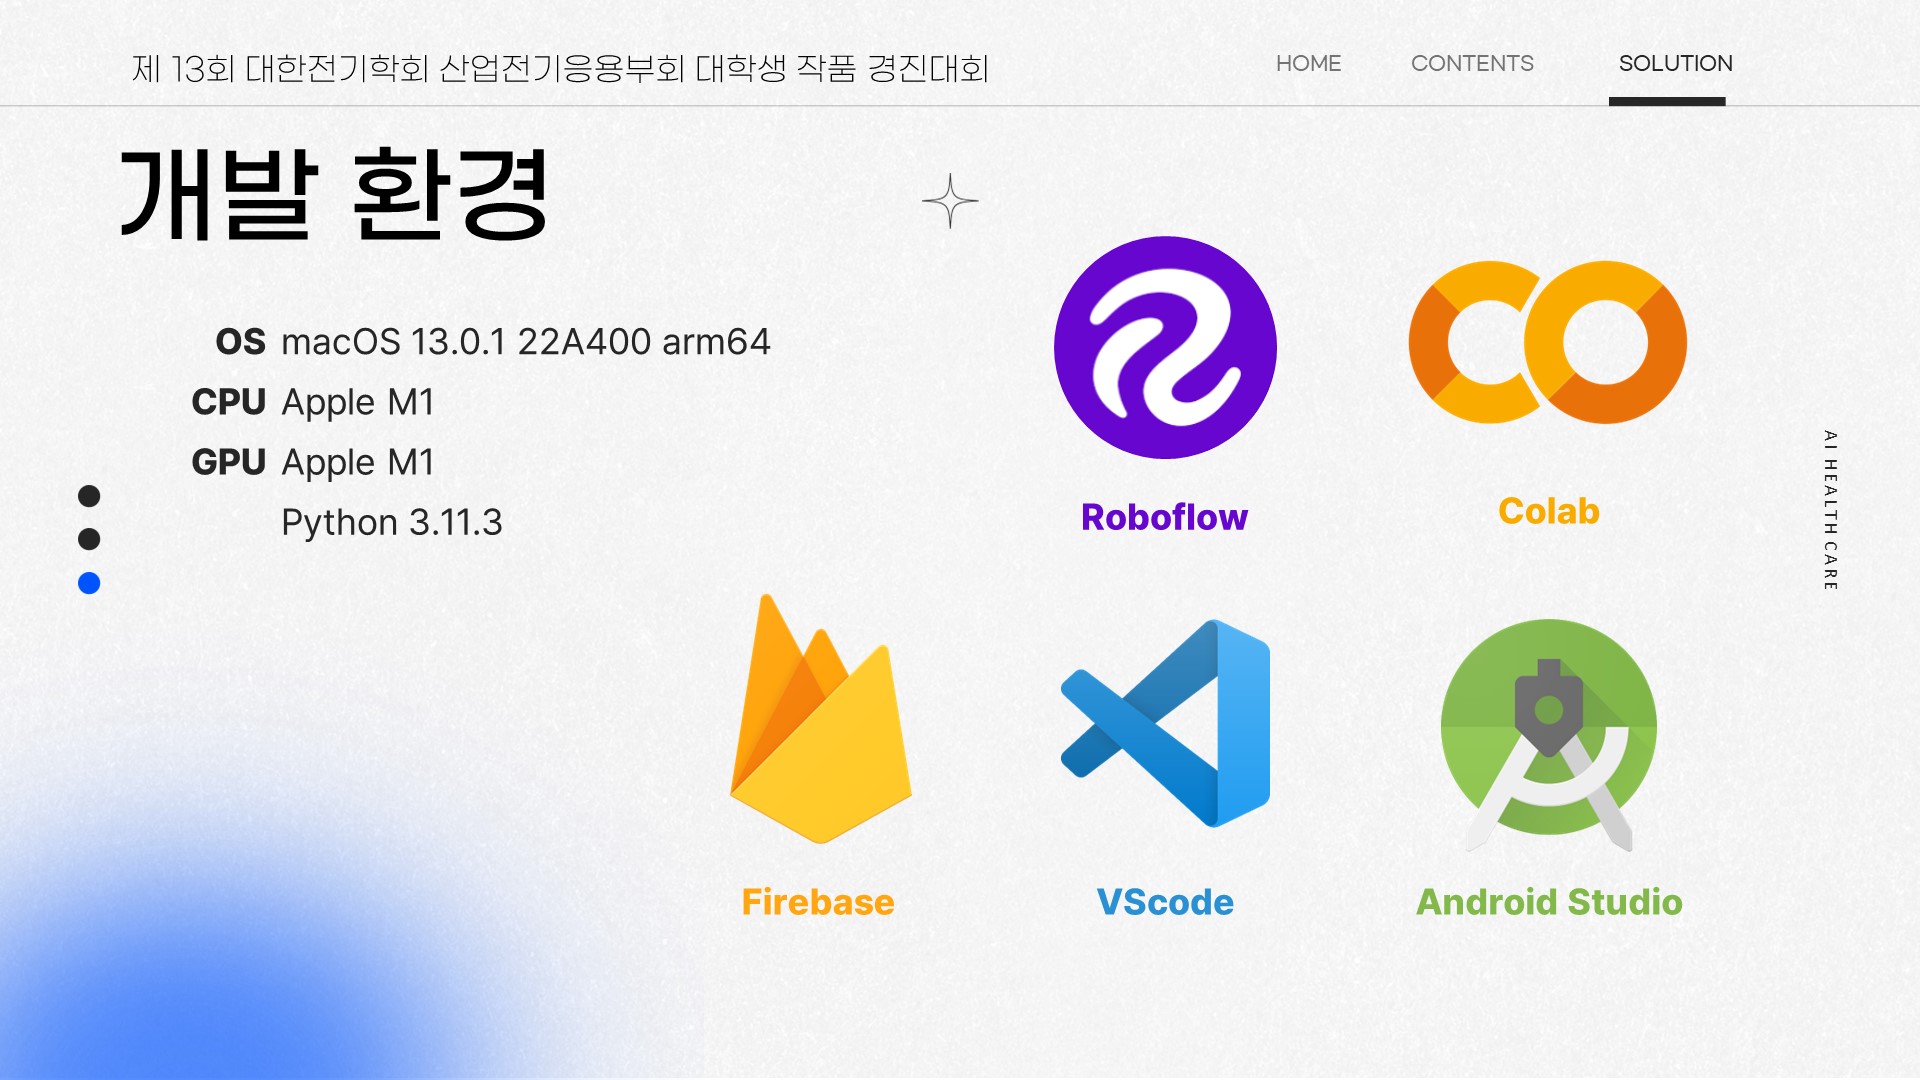 제 13회 대한전기학회 산업전기응용부회 대학생 작품 경진대회
HOME CONTENTS SOLUTION
개발 환경
OS macOS 13.0.1 22A400 arm64
CPU Apple M1
GPU Apple M1
Python 3.11.3
Roboflow
Colab
AI HEALTHCARE
Firebase
VScode
Android Studio